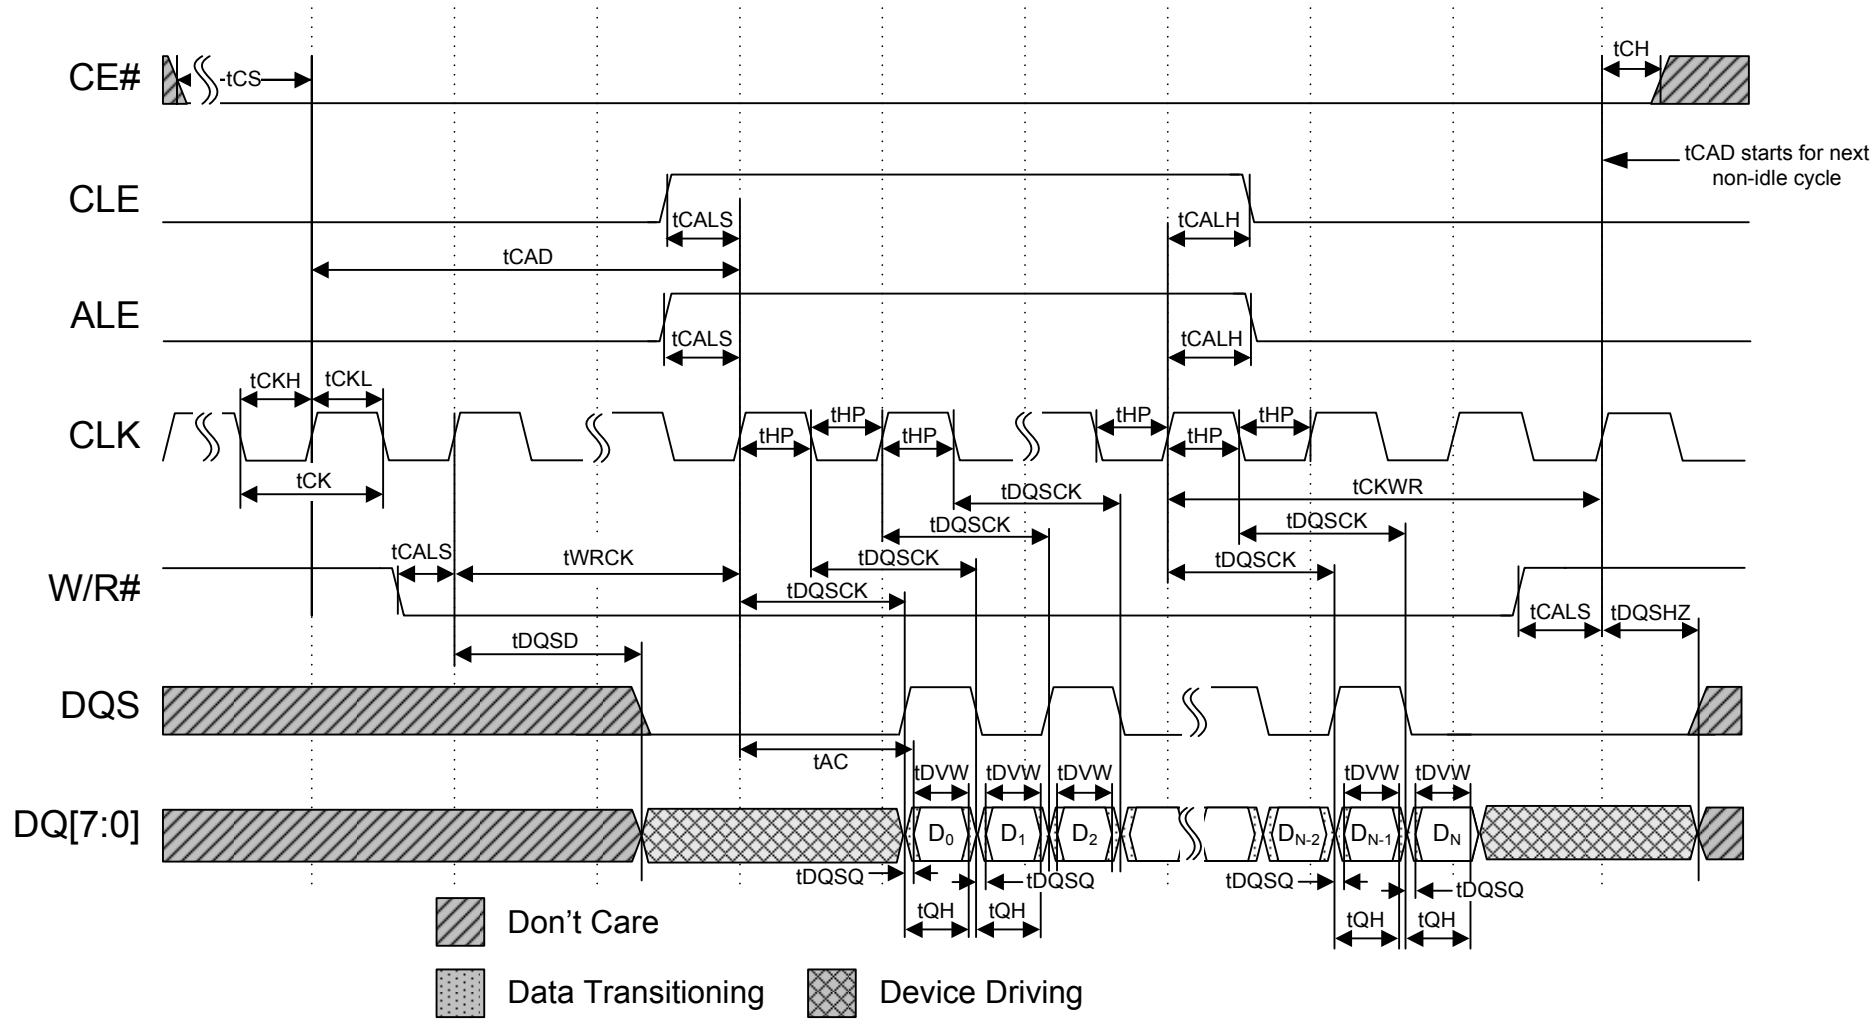 CE#
tCS
tCH
tCAD starts for next
non-idle cycle
CLE
tCALS
tCALH
tCAD
ALE
tCALS
tCALH
tCKH
tCKL
CLK
tHP
tHP
tHP
tHP
tHP
tHP
tCK
tDQSCK
tCKWR
tDQSCK
tDQSCK
tCALS
tWRCK
tDQSCK
tDQSCK
W/R#
tDQSCK
tCALS
tDQSHZ
tDQSD
DQS
tAC
tDVW
tDVW
tDVW
tDVW
tDVW
DQ[7:0]
D0
D1
D2
DN-2
DN-1
DN
tDQSQ
tDQSQ
tDQSQ
tDQSQ
tQH
tQH
tQH
tQH
Don't Care
Data Transitioning
Device Driving